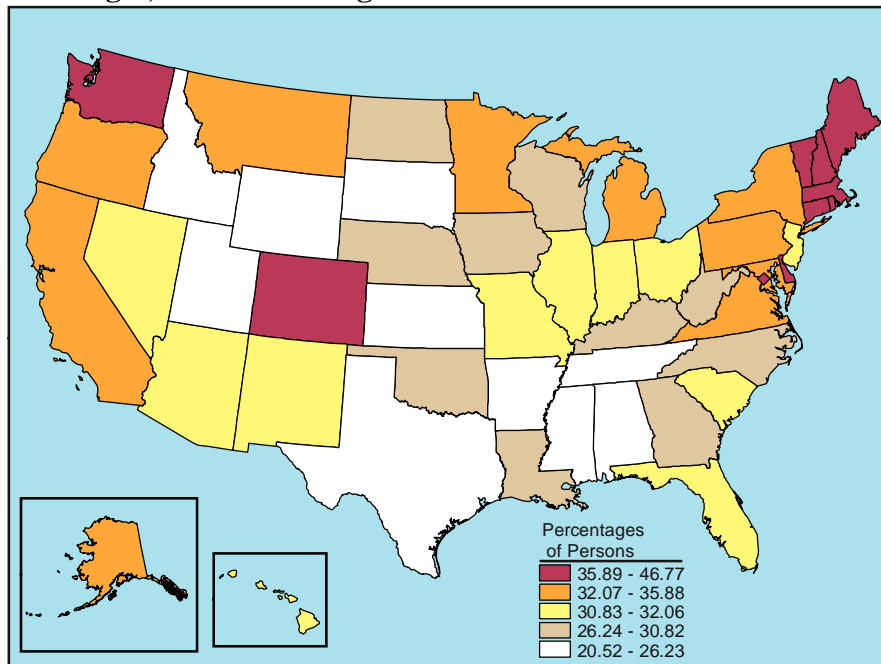 Percentages
of Persons
35.89 - 46.77
32.07 - 35.88
30.83 - 32.06
26.24 - 30.82
20.52 - 26.23